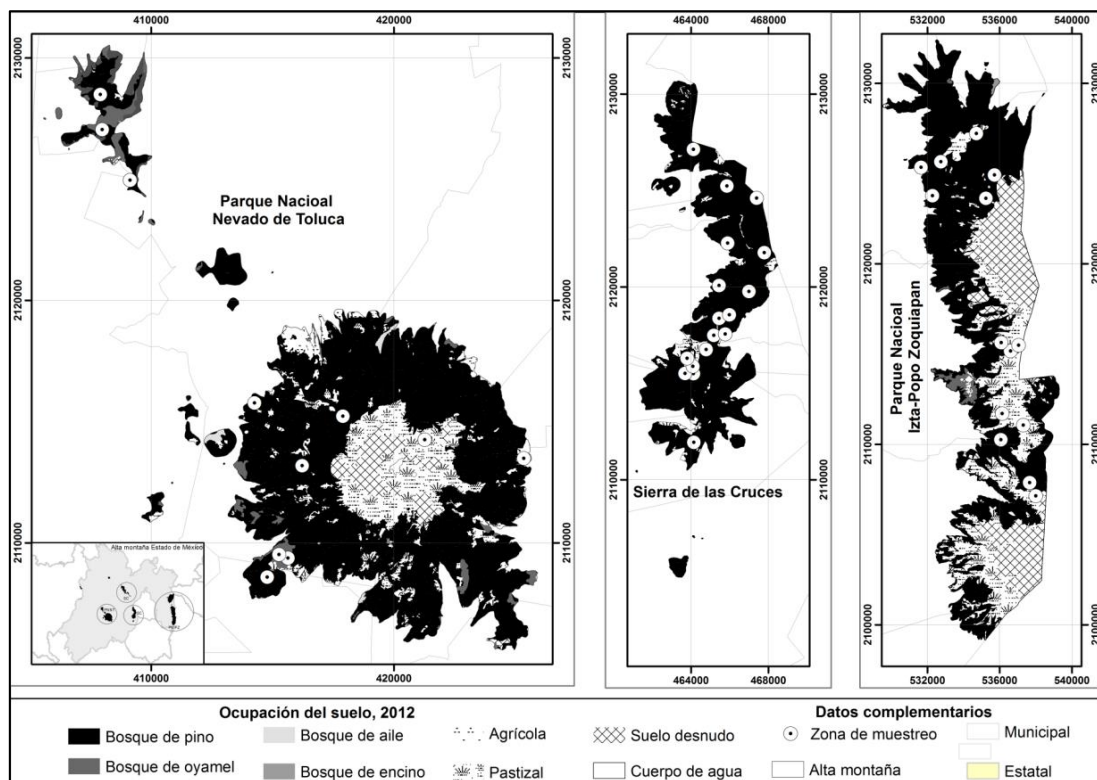 410000
420000
464000
468000
532000
536000
540000
2130000
2130000
2130000
2130000
2130000
2130000
Parque Nacioal
Nevado de Toluca
2120000
2120000
2120000
2120000
2120000
2120000
Parque Nacioal
Izta-Popo Zoquiapan
2110000
2110000
2110000
2110000
2110000
2110000
Sierra de las Cruces
Alta montaña Estado de México
2100000
2100000
410000
420000
464000
468000
532000
536000
540000
Ocupación del suelo, 2012
Datos complementarios
Bosque de pino
Bosque de aile
Agrícola
Suelo desnudo
Zona de muestreo
Municipal
Bosque de oyamel
Bosque de encino
Pastizal
Cuerpo de agua
Alta montaña
Estatal